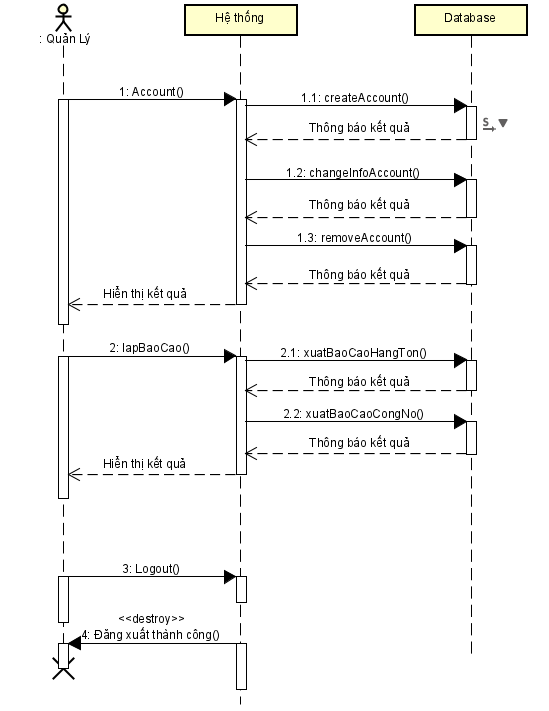 : Quản Lý
Hệ thống
Database
1: Account()
1.1: createAccount()
Thông báo kết quả
S
1.2: changeInfoAccount()
Thông báo kết quả
1.3: removeAccount()
Thông báo kết quả
Hiển thị kết quả
2: lapBaoCao()
2.1: xuatBaoCaoHangTon()
Thông báo kết quả
2.2: xuatBaoCaoCongNo()
Thông báo kết quả
Hiển thị kết quả
3: Logout()
<<destroy>>
4: Đăng xuất thành công()